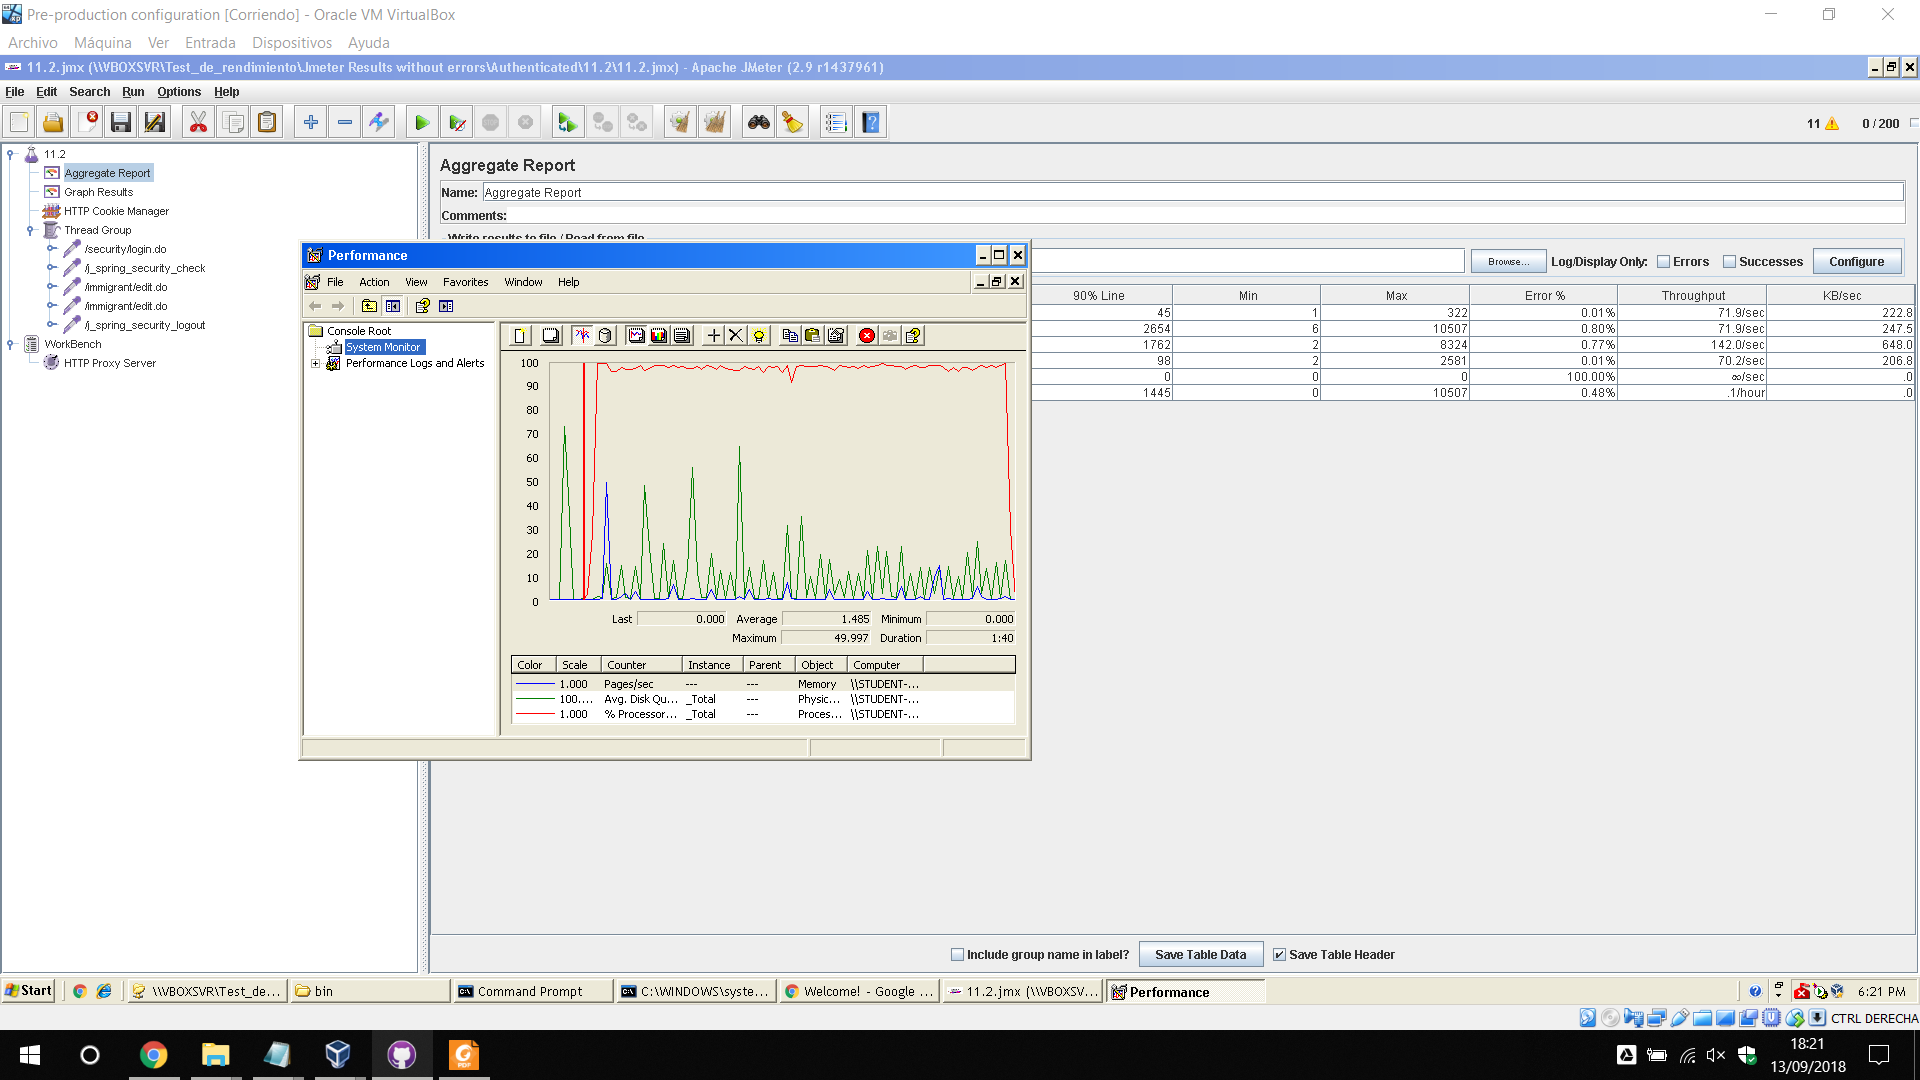 Pre-production configuration [Corriendo] - Oracle VM VirtualBox
Archivo Máquina Ver Entrada Dispositivos Ayuda
11.2.jmx (\\VBOXSVR\Test_de_rendimiento\Jmeter Results without errors\Authenticated\11.2\11.2.jmx) - Apache JMeter (2.9 r1437961)
File Edit Search Run Options Help
11 0 / 200
11.2
Aggregate Report
Graph Results
HTTP Cookie Manager
Thread Group
/security/login.do
/j_spring_security_check
/immigrant/edit.do
/immigrant/edit.do
/j_spring_security_logout
WorkBench
HTTP Proxy Server
Aggregate Report
Name: Aggregate Report
Comments:
Write results to file / Read from file
Browse... Log/Display Only: Errors Successes Configure
90% Line Min Max Error % Throughput KB/sec
45 1 322 0.01% 71.9/sec 222.8
2654 6 10507 0.80% 71.9/sec 247.5
1762 2 8324 0.77% 142.0/sec 648.0
98 2 2581 0.01% 70.2/sec 206.8
0 0 0 100.00% ∞/sec .0
1445 0 10507 0.48% .1/hour .0
Performance
File Action View Favorites Window Help
Console Root
System Monitor
Performance Logs and Alerts
100
90
80
70
60
50
40
30
20
10
0
Last 0.000 Average 1.485 Minimum 0.000
Maximum 49.997 Duration 1:40
Color Scale Counter Instance Parent Object Computer
1.000 Pages/sec --- --- Memory \\STUDENT-...
100.... Avg. Disk Qu... _Total --- Physic... \\STUDENT-...
1.000 % Processor... _Total --- Proces... \\STUDENT-...
Include group name in label? Save Table Data Save Table Header
Start \\VBOXSVR\Test_de... bin Command Prompt C:\WINDOWS\syste... Welcome! - Google ... 11.2.jmx (\\VBOXSV... Performance 6:21 PM
CTRL DERECHA
18:21
13/09/2018